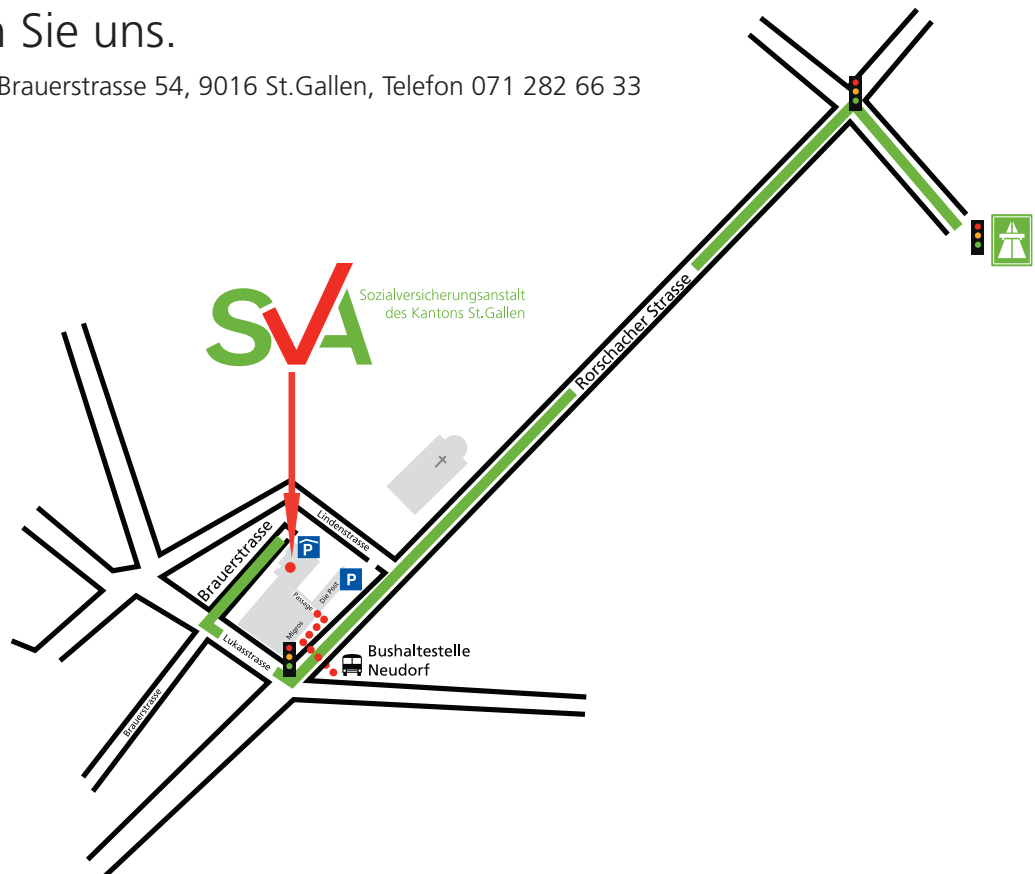 n Sie uns.
Brauerstrasse 54, 9016 St.Gallen, Telefon 071 282 66 33
SVA
Sozialversicherungsanstalt
des Kantons St.Gallen
Rorschacher Strasse
Lindenstrasse
Brauerstrasse
P
P
Die Post
Passage
Migros
Lukasstrasse
Bushaltestelle
Neudorf
Brauerstrasse